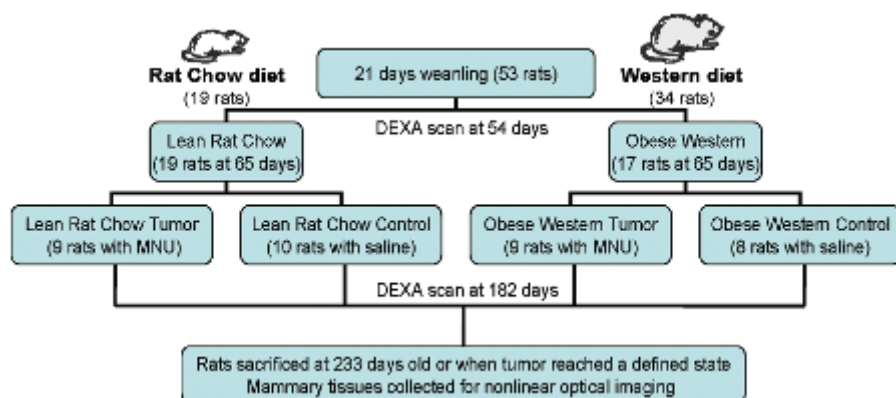 Rat Chow diet
(19 rats)
21 days weanling (53 rats)
Western diet
(34 rats)
DEXA scan at 54 days
Lean Rat Chow
(19 rats at 65 days)
Obese Western
(17 rats at 65 days)
Lean Rat Chow Tumor
(9 rats with MNU)
Lean Rat Chow Control
(10 rats with saline)
Obese Western Tumor
(9 rats with MNU)
Obese Western Control
(8 rats with saline)
DEXA scan at 182 days
Rats sacrificed at 233 days old or when tumor reached a defined state
Mammary tissues collected for nonlinear optical imaging